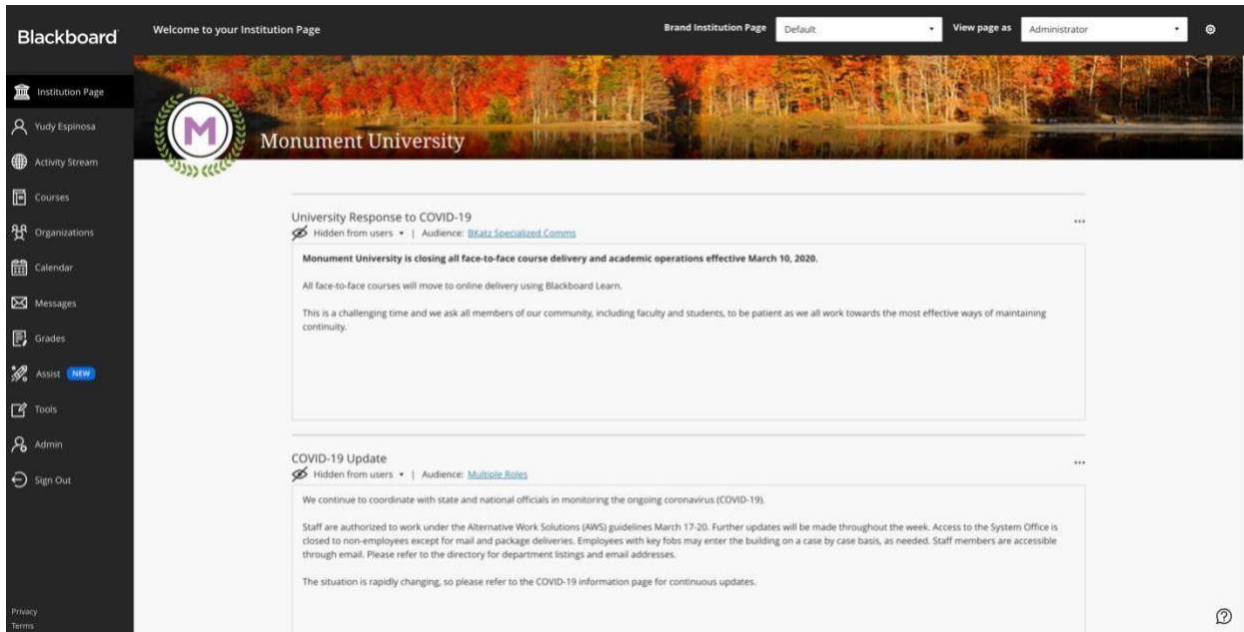 Blackboard
Welcome to your Institution Page
Brand Institution Page
Default
View page as
Administrator
Institution Page
Yudy Espinosa
Activity Stream
Courses
Organizations
Calendar
Messages
Grades
Assist NEW
Tools
Admin
Sign Out
Privacy
Terms
1983
M
Monument University
University Response to COVID-19
Hidden from users | Audience: BKatz Specialized Comms
Monument University is closing all face-to-face course delivery and academic operations effective March 10, 2020.
All face-to-face courses will move to online delivery using Blackboard Learn.
This is a challenging time and we ask all members of our community, including faculty and students, to be patient as we all work towards the most effective ways of maintaining
continuity.
COVID-19 Update
Hidden from users | Audience: Multiple Roles
We continue to coordinate with state and national officials in monitoring the ongoing coronavirus (COVID-19).
Staff are authorized to work under the Alternative Work Solutions (AWS) guidelines March 17-20. Further updates will be made throughout the week. Access to the System Office is
closed to non-employees except for mail and package deliveries. Employees with key fobs may enter the building on a case by case basis, as needed. Staff members are accessible
through email. Please refer to the directory for department listings and email addresses.
The situation is rapidly changing, so please refer to the COVID-19 information page for continuous updates.